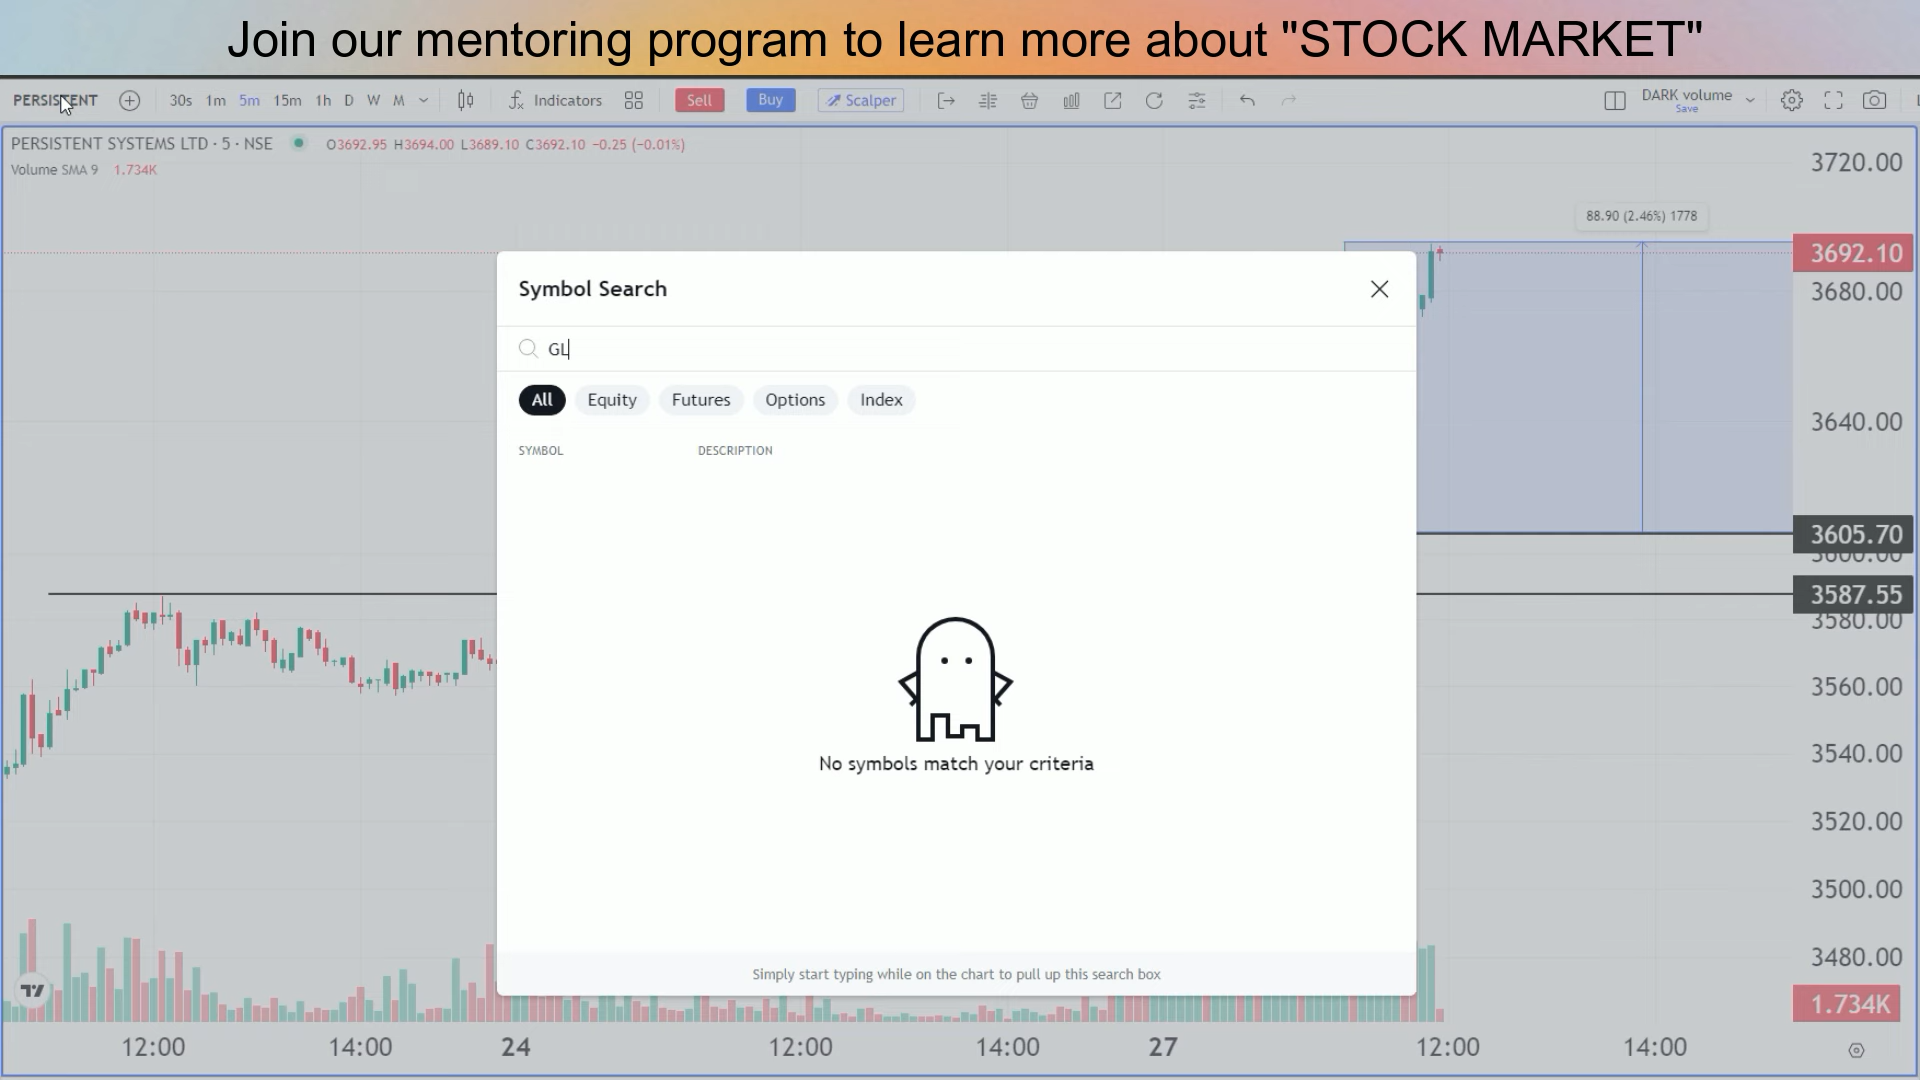 Join our mentoring program to learn more about "STOCK MARKET"
PERSISTENT 30s 1m 5m 15m 1h D W M Indicators Sell Buy Scalper DARK volume
Save
PERSISTENT SYSTEMS LTD · 5 · NSE O3692.95 H3694.00 L3689.10 C3692.10 −0.25 (−0.01%)
Volume SMA 9 1.734K
3720.00
88.90 (2.46%) 1778
3692.10
3680.00
3640.00
3605.70
3600.00
3587.55
3580.00
3560.00
3540.00
3520.00
3500.00
3480.00
1.734K
Symbol Search
GL
All Equity Futures Options Index
SYMBOL DESCRIPTION
No symbols match your criteria
Simply start typing while on the chart to pull up this search box
12:00 14:00 24 12:00 14:00 27 12:00 14:00